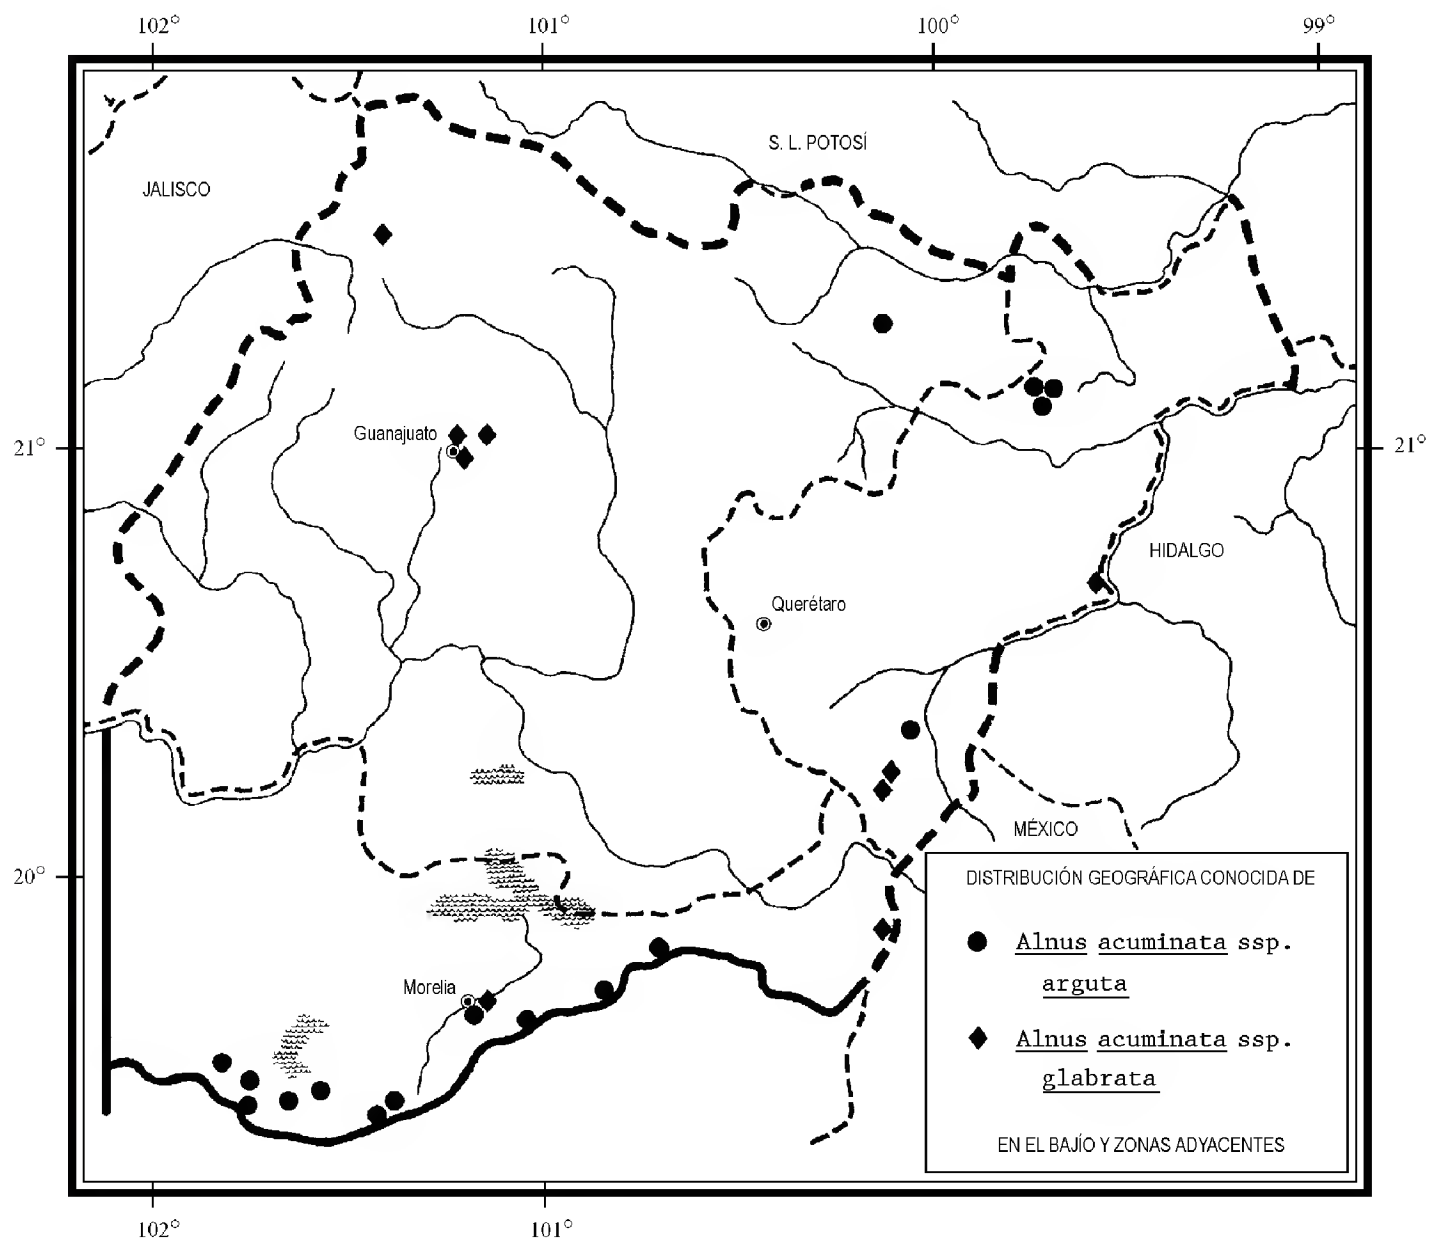 102° 101° 100° 99°
S. L. POTOSÍ
JALISCO
Guanajuato
21° 21°
HIDALGO
Querétaro
MÉXICO
20°
DISTRIBUCIÓN GEOGRÁFICA CONOCIDA DE
Alnus acuminata ssp.
arguta
Morelia
Alnus acuminata ssp.
glabrata
EN EL BAJÍO Y ZONAS ADYACENTES
102° 101°